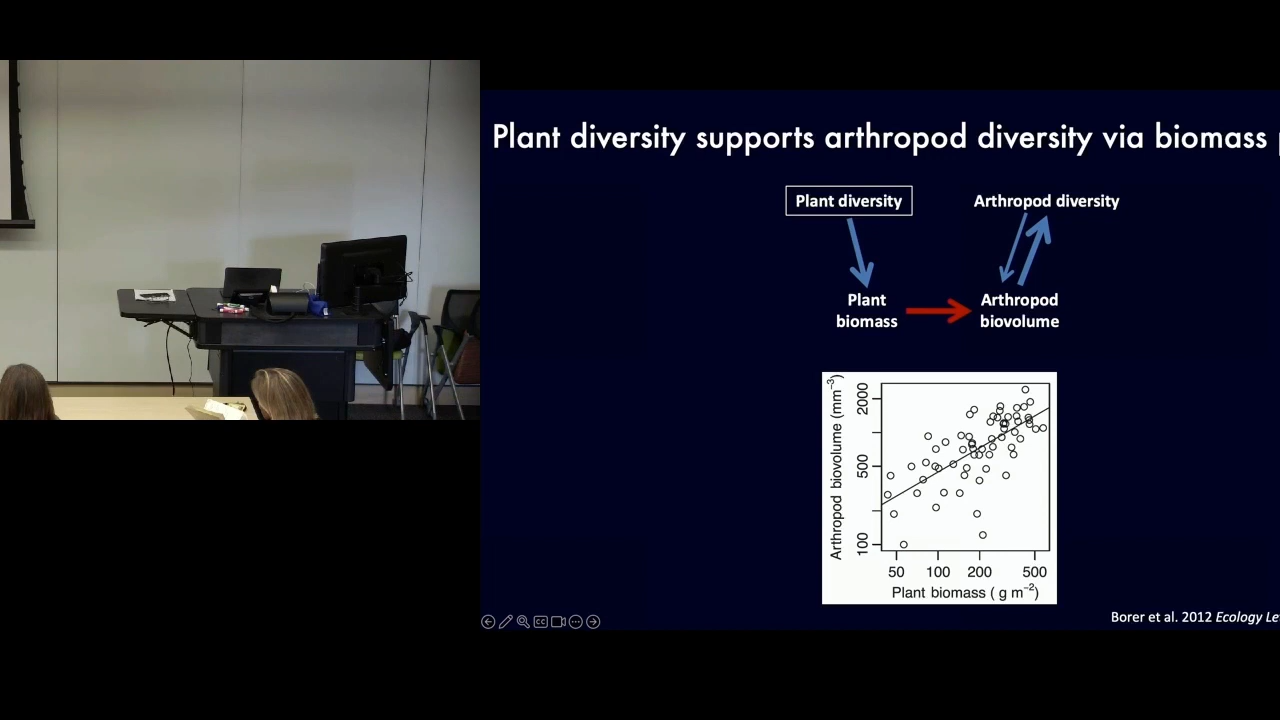 Plant diversity supports arthropod diversity via biomass
Plant diversity
Arthropod diversity
Plant
biomass
Arthropod
biovolume
Arthropod biovolume (mm⁻³)
2000
500
100
50 100 200 500
Plant biomass ( g m⁻²)
Borer et al. 2012 Ecology Le
CC